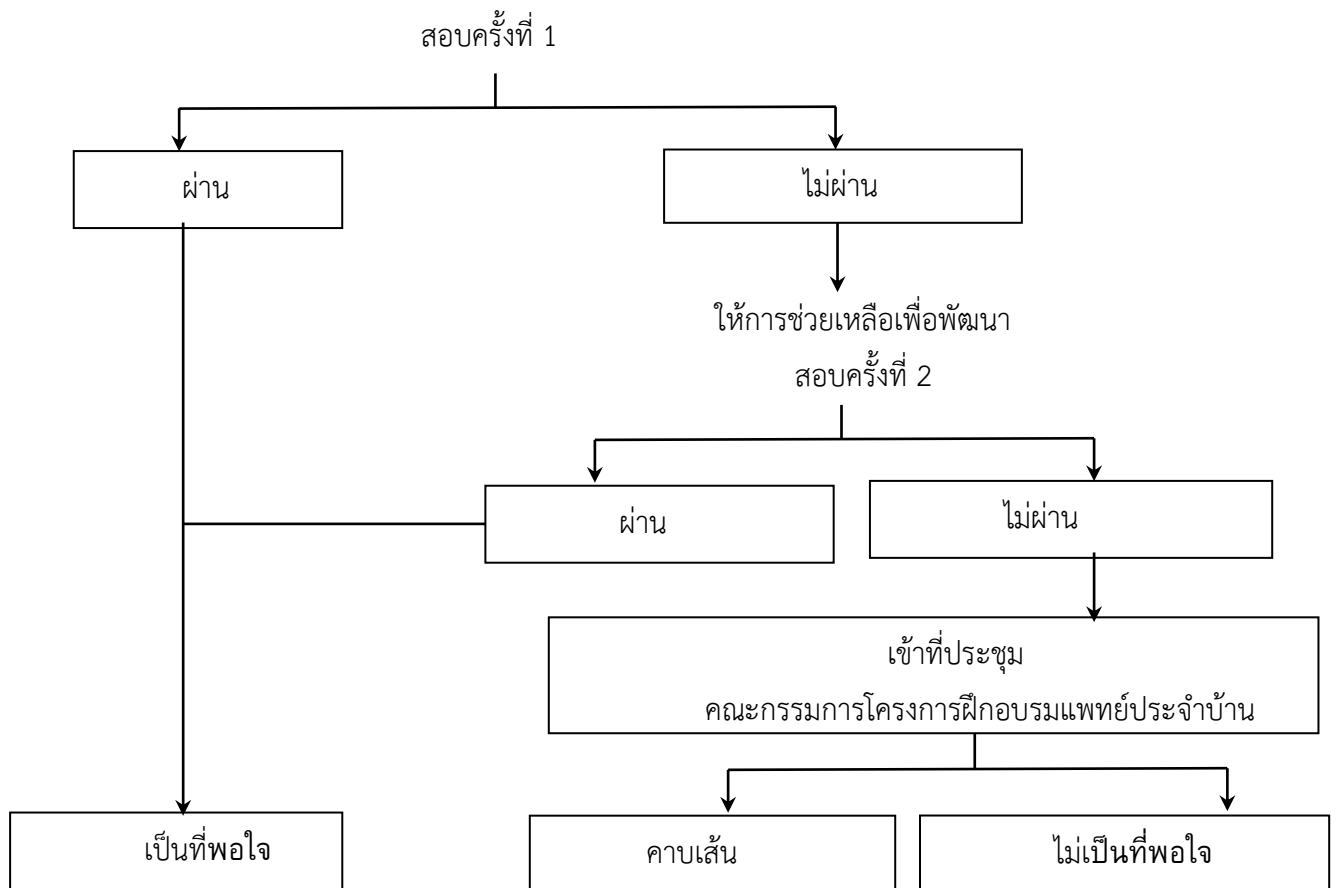 สอบครั้งที่ 1
ผ่าน
ไม่ผ่าน
ให้การช่วยเหลือเพื่อพัฒนา
สอบครั้งที่ 2
ผ่าน
ไม่ผ่าน
เข้าที่ประชุม
คณะกรรมการโครงการฝึกอบรมแพทย์ประจำบ้าน
เป็นที่พอใจ
คาบเส้น
ไม่เป็นที่พอใจ